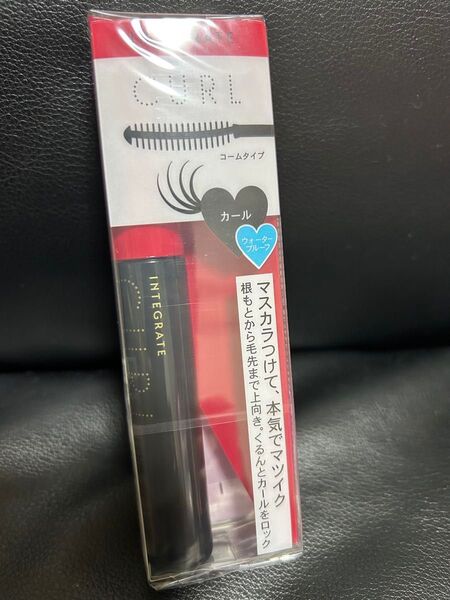 CURL
コームタイプ
カール
ウォーター
プルーフ
INTEGRATE
マスカラつけて、本気でマツイク
根もとから毛先まで上向き。くるんとカールをロック